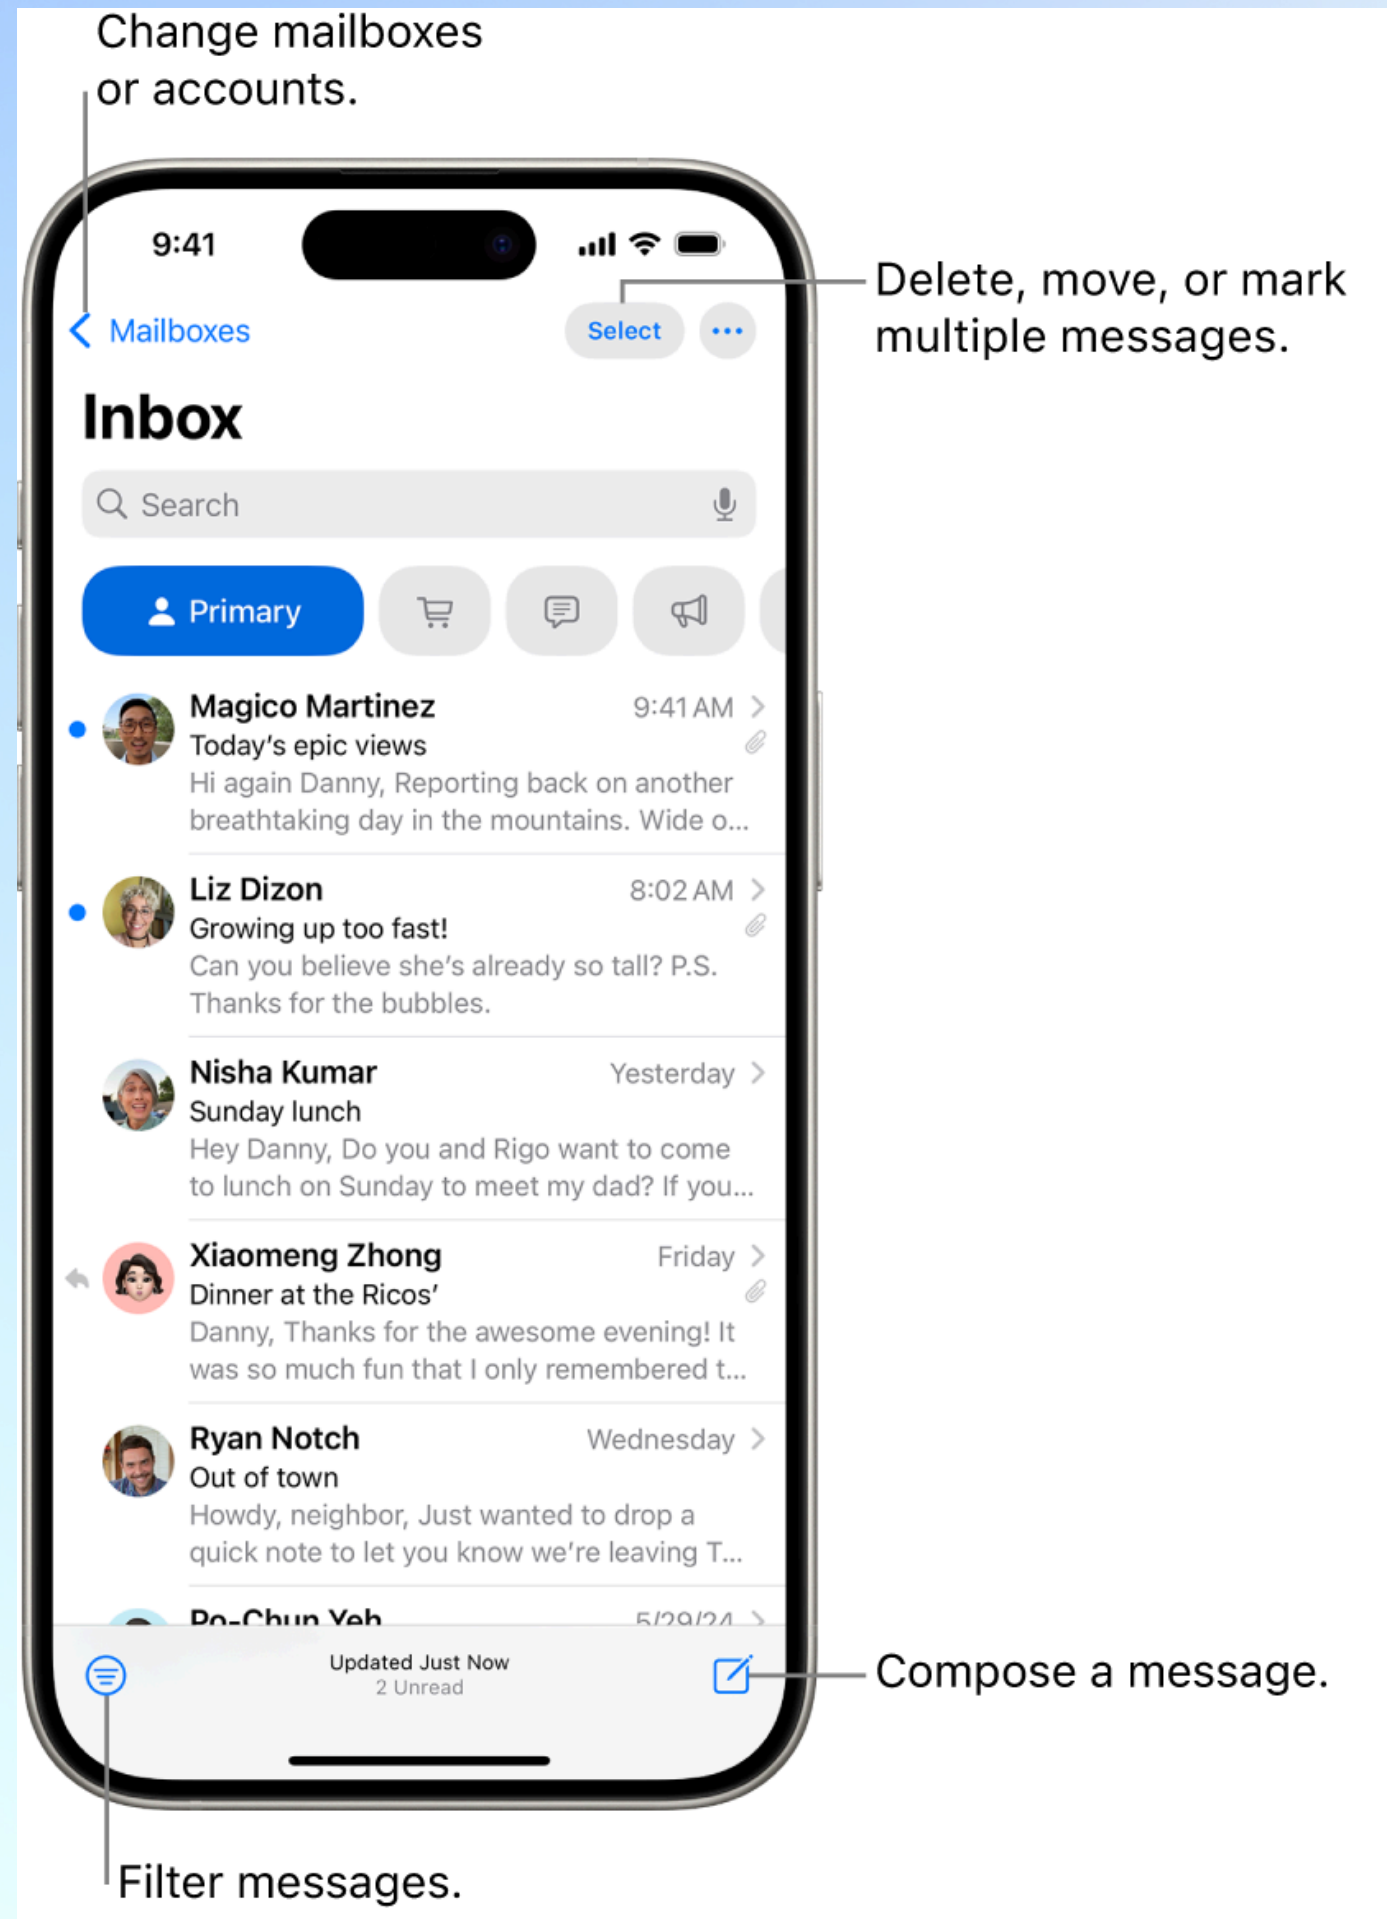 Change mailboxes
or accounts.
9:41
Delete, move, or mark
multiple messages.
Mailboxes
Select
Inbox
Search
Primary
Magico Martinez
9:41 AM
Today’s epic views
Hi again Danny, Reporting back on another
breathtaking day in the mountains. Wide o...
Liz Dizon
8:02 AM
Growing up too fast!
Can you believe she’s already so tall? P.S.
Thanks for the bubbles.
Nisha Kumar
Yesterday
Sunday lunch
Hey Danny, Do you and Rigo want to come
to lunch on Sunday to meet my dad? If you...
Xiaomeng Zhong
Friday
Dinner at the Ricos’
Danny, Thanks for the awesome evening! It
was so much fun that I only remembered t...
Ryan Notch
Wednesday
Out of town
Howdy, neighbor, Just wanted to drop a
quick note to let you know we’re leaving T...
Po-Chun Yeh
5/29/24
Updated Just Now
2 Unread
Compose a message.
Filter messages.